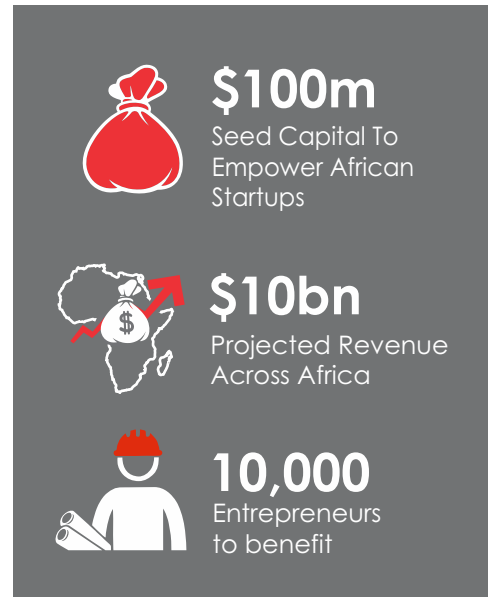 $100m
Seed Capital To
Empower African
Startups
$
$10bn
Projected Revenue
Across Africa
10,000
Entrepreneurs
to benefit